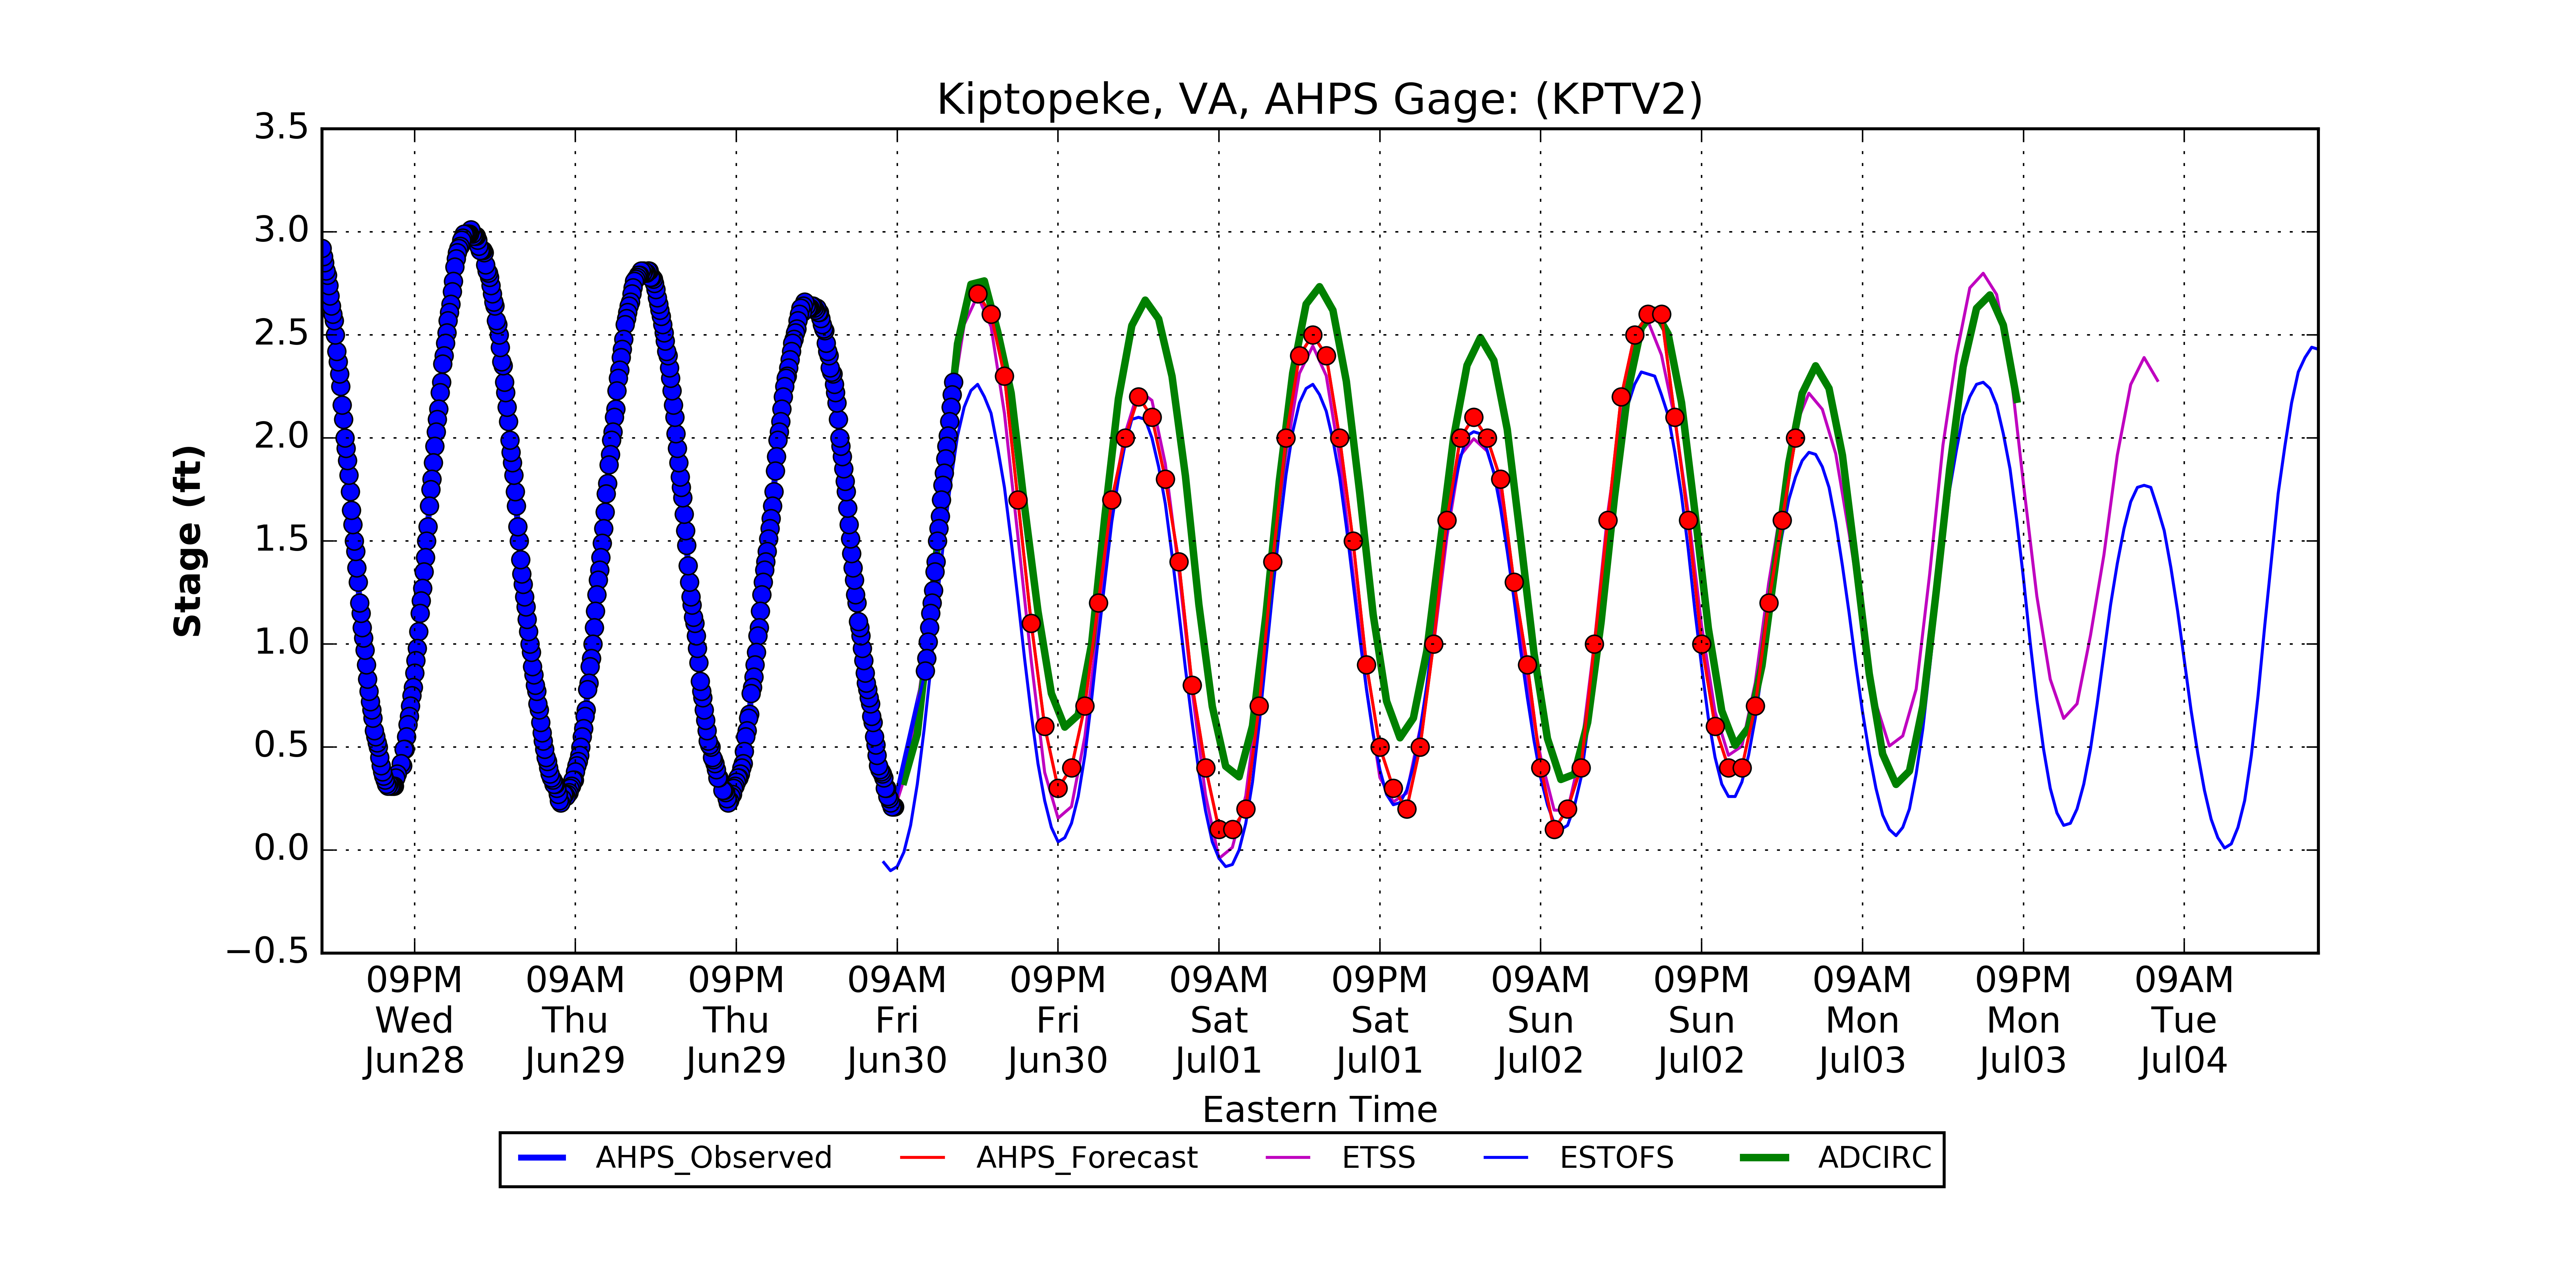 Kiptopeke, VA, AHPS Gage: (KPTV2)
3.5
3.0
2.5
2.0
1.5
1.0
0.5
0.0
−0.5
Stage (ft)
09PM 09AM 09PM 09AM 09PM 09AM 09PM 09AM 09PM 09AM 09PM 09AM
Wed Thu Thu Fri Fri Sat Sat Sun Sun Mon Mon Tue
Jun28 Jun29 Jun29 Jun30 Jun30 Jul01 Jul01 Jul02 Jul02 Jul03 Jul03 Jul04
Eastern Time
AHPS_Observed AHPS_Forecast ETSS ESTOFS ADCIRC